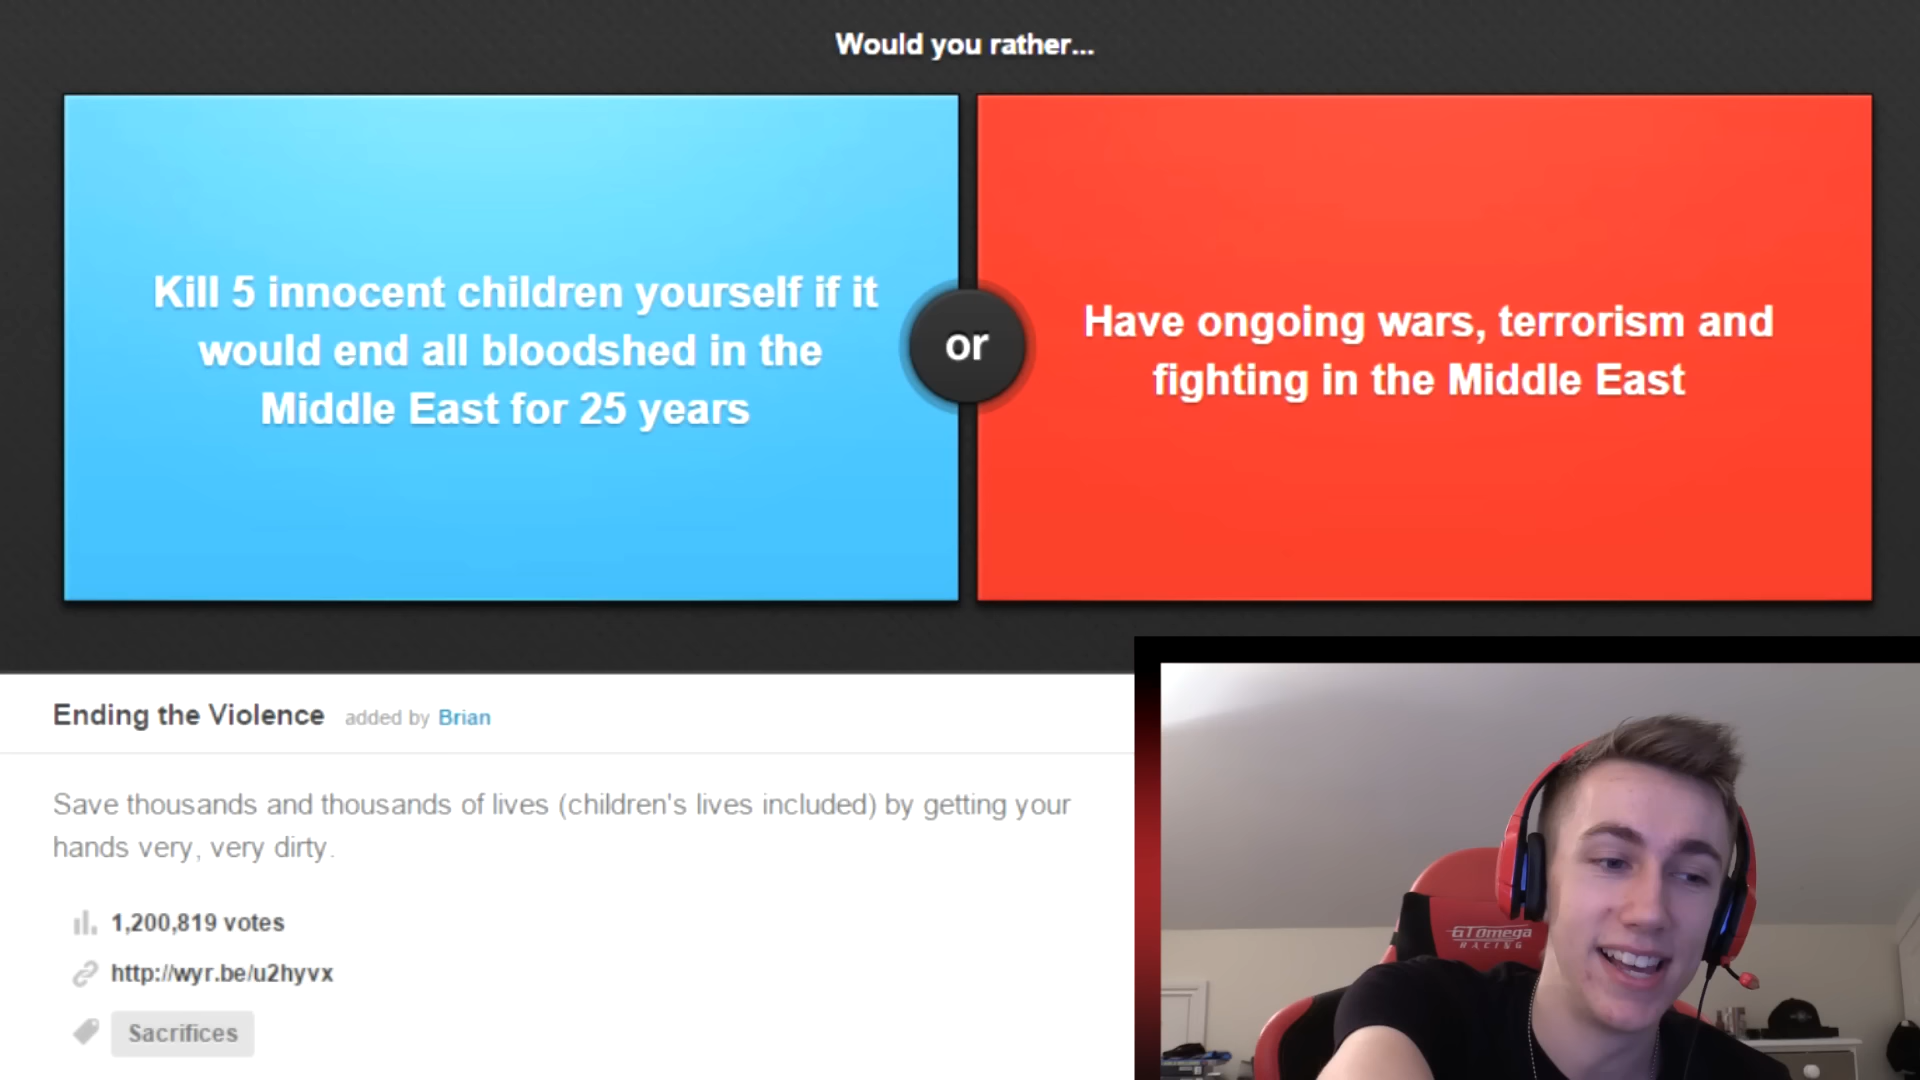 Would you rather...
Kill 5 innocent children yourself if it
would end all bloodshed in the
Middle East for 25 years
or
Have ongoing wars, terrorism and
fighting in the Middle East
Ending the Violence added by Brian
Save thousands and thousands of lives (children's lives included) by getting your
hands very, very dirty.
1,200,819 votes
http://wyr.be/u2hyvx
Sacrifices
GT Omega
RACING